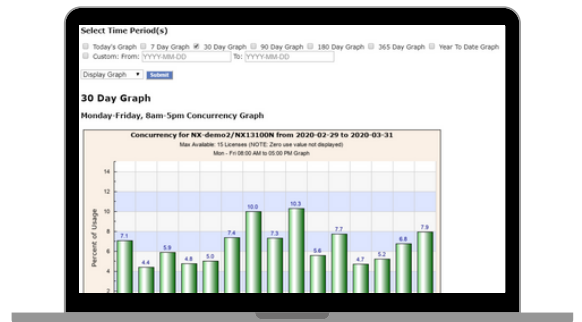 Select Time Period(s)
Today's Graph 7 Day Graph 30 Day Graph 90 Day Graph 180 Day Graph 365 Day Graph Year To Date Graph
Custom: From: YYYY-MM-DD To: YYYY-MM-DD
Display Graph Submit
30 Day Graph
Monday-Friday, 8am-5pm Concurrency Graph
Concurrency for NX-demo2/NX13100N from 2020-02-29 to 2020-03-31
Max Available: 15 Licenses (NOTE: Zero use value not displayed)
Mon - Fri 08:00 AM to 05:00 PM Graph
Percent of Usage
14
12
10
8
6
4
2
7.1 4.4 5.9 4.8 5.0 7.4 10.0 7.3 10.3 5.6 7.7 4.7 5.2 6.8 7.9